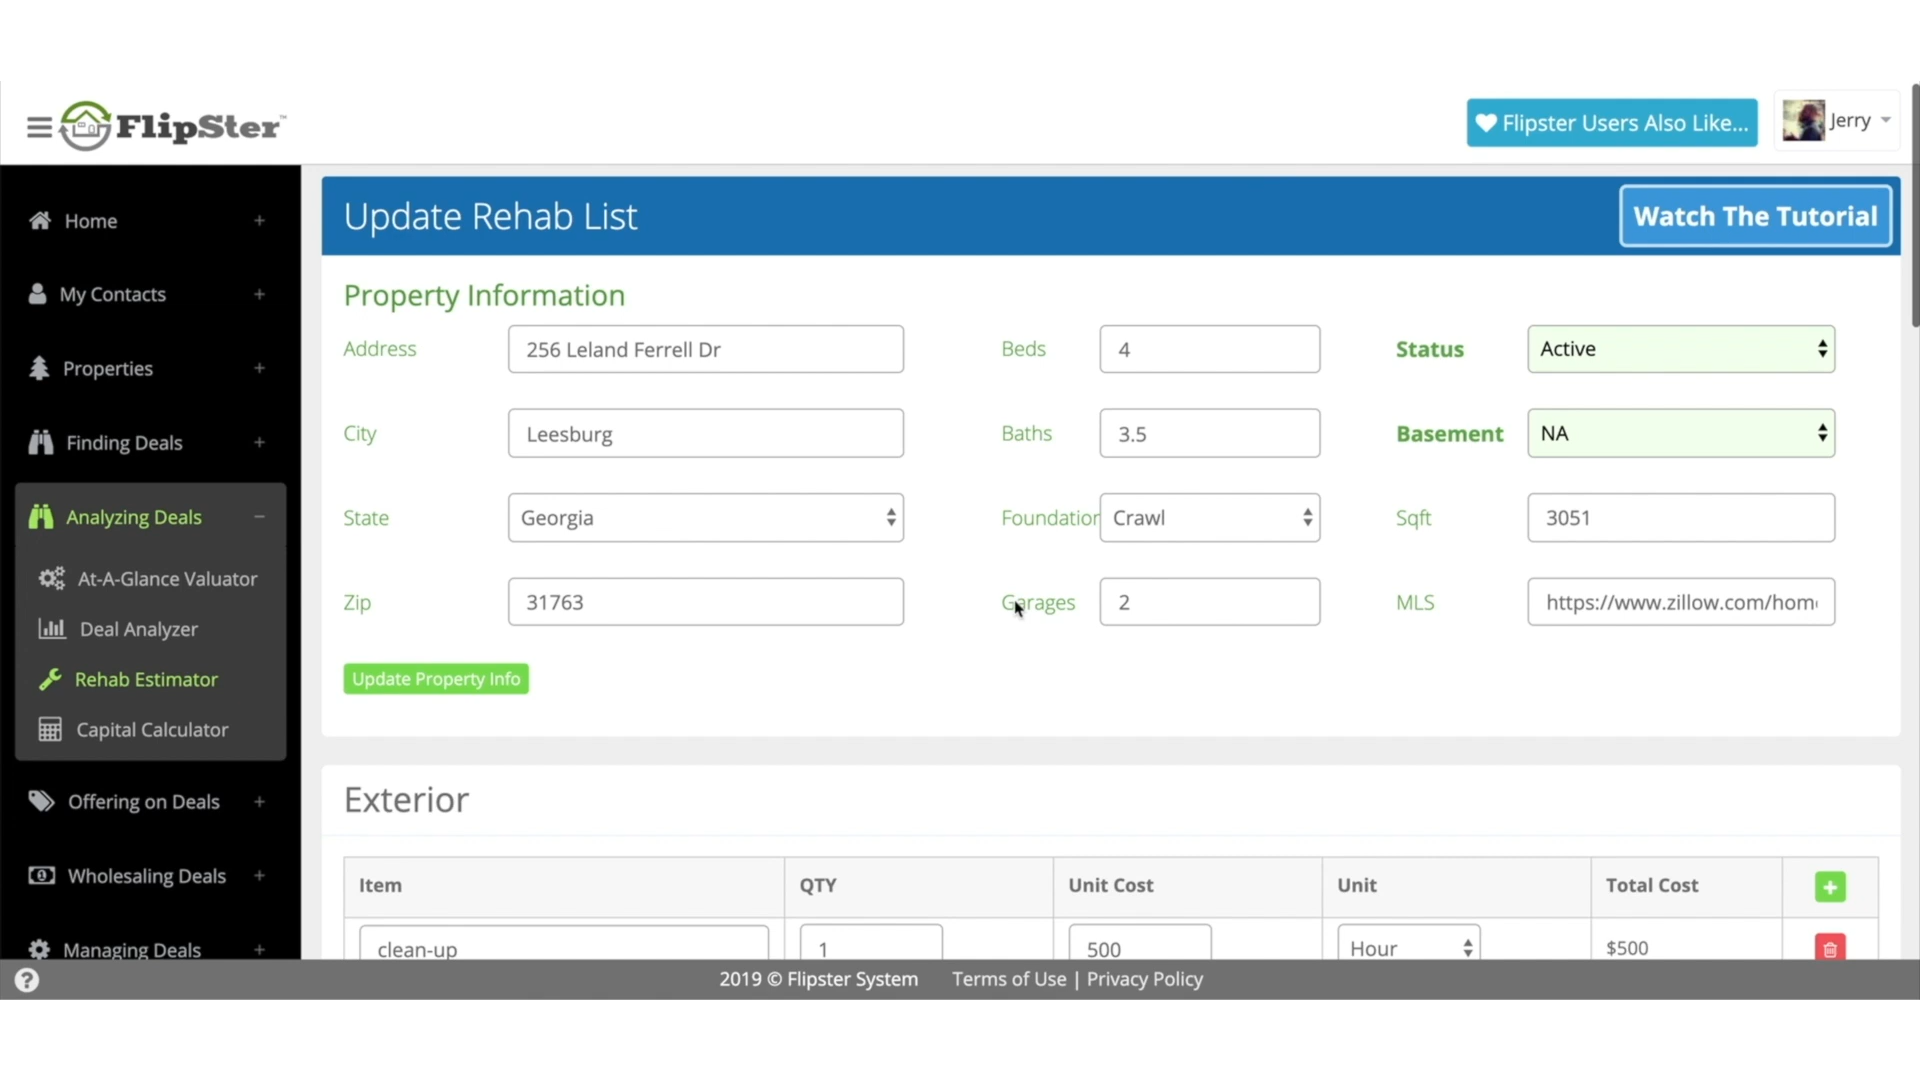 FlipSter™
Flipster Users Also Like...
Jerry
Home
My Contacts
Properties
Finding Deals
Analyzing Deals
At-A-Glance Valuator
Deal Analyzer
Rehab Estimator
Capital Calculator
Offering on Deals
Wholesaling Deals
Managing Deals
Update Rehab List
Watch The Tutorial
Property Information
Address 256 Leland Ferrell Dr Beds 4 Status Active
City Leesburg Baths 3.5 Basement NA
State Georgia Foundation Crawl Sqft 3051
Zip 31763 Garages 2 MLS https://www.zillow.com/hom
Update Property Info
Exterior
Item QTY Unit Cost Unit Total Cost
clean-up 1 500 Hour $500
2019 © Flipster System Terms of Use | Privacy Policy